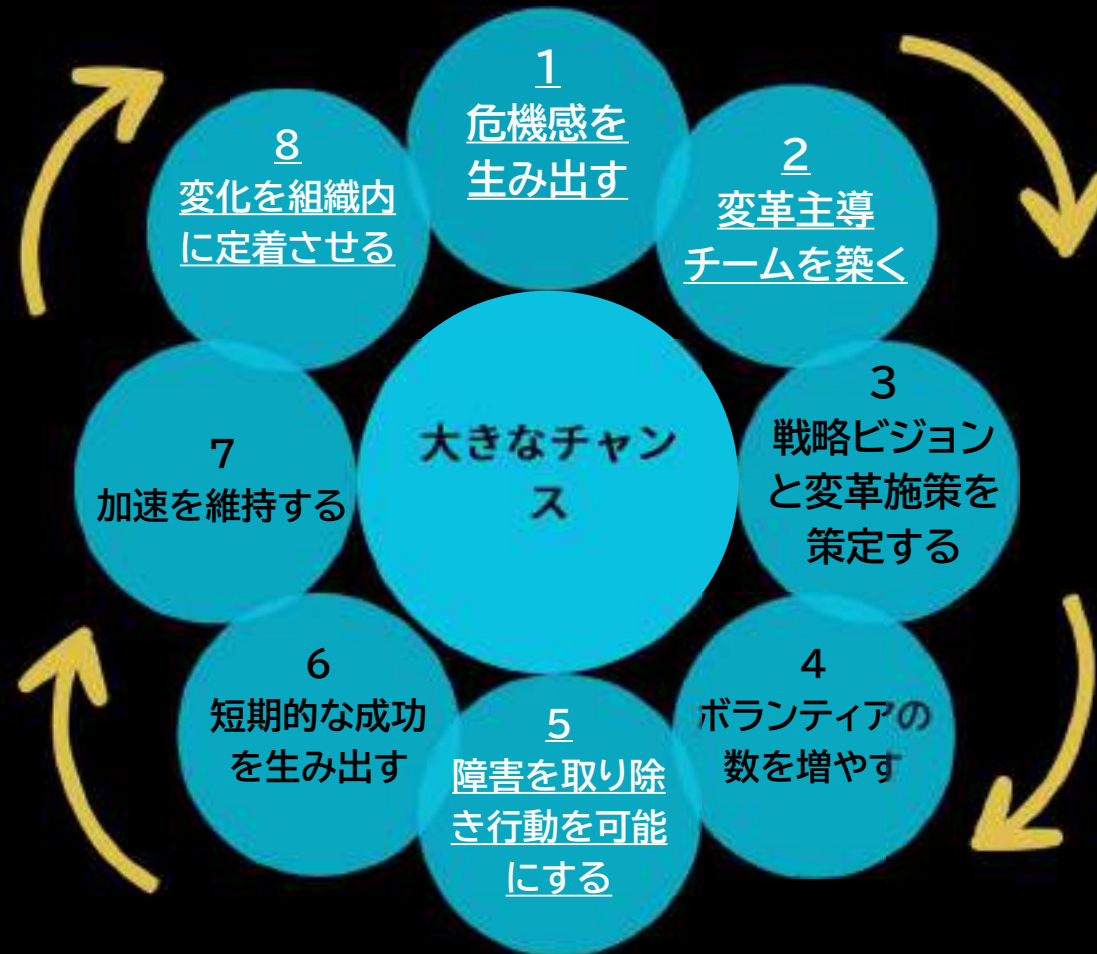 1
危機感を
生み出す
2
変革主導
チームを築く
3
戦略ビジョン
と変革施策を
策定する
4
ボランティアの
数を増やす
5
障害を取り除
き行動を可能
にする
6
短期的な成功
を生み出す
7
加速を維持する
8
変化を組織内
に定着させる
大きなチャン
ス